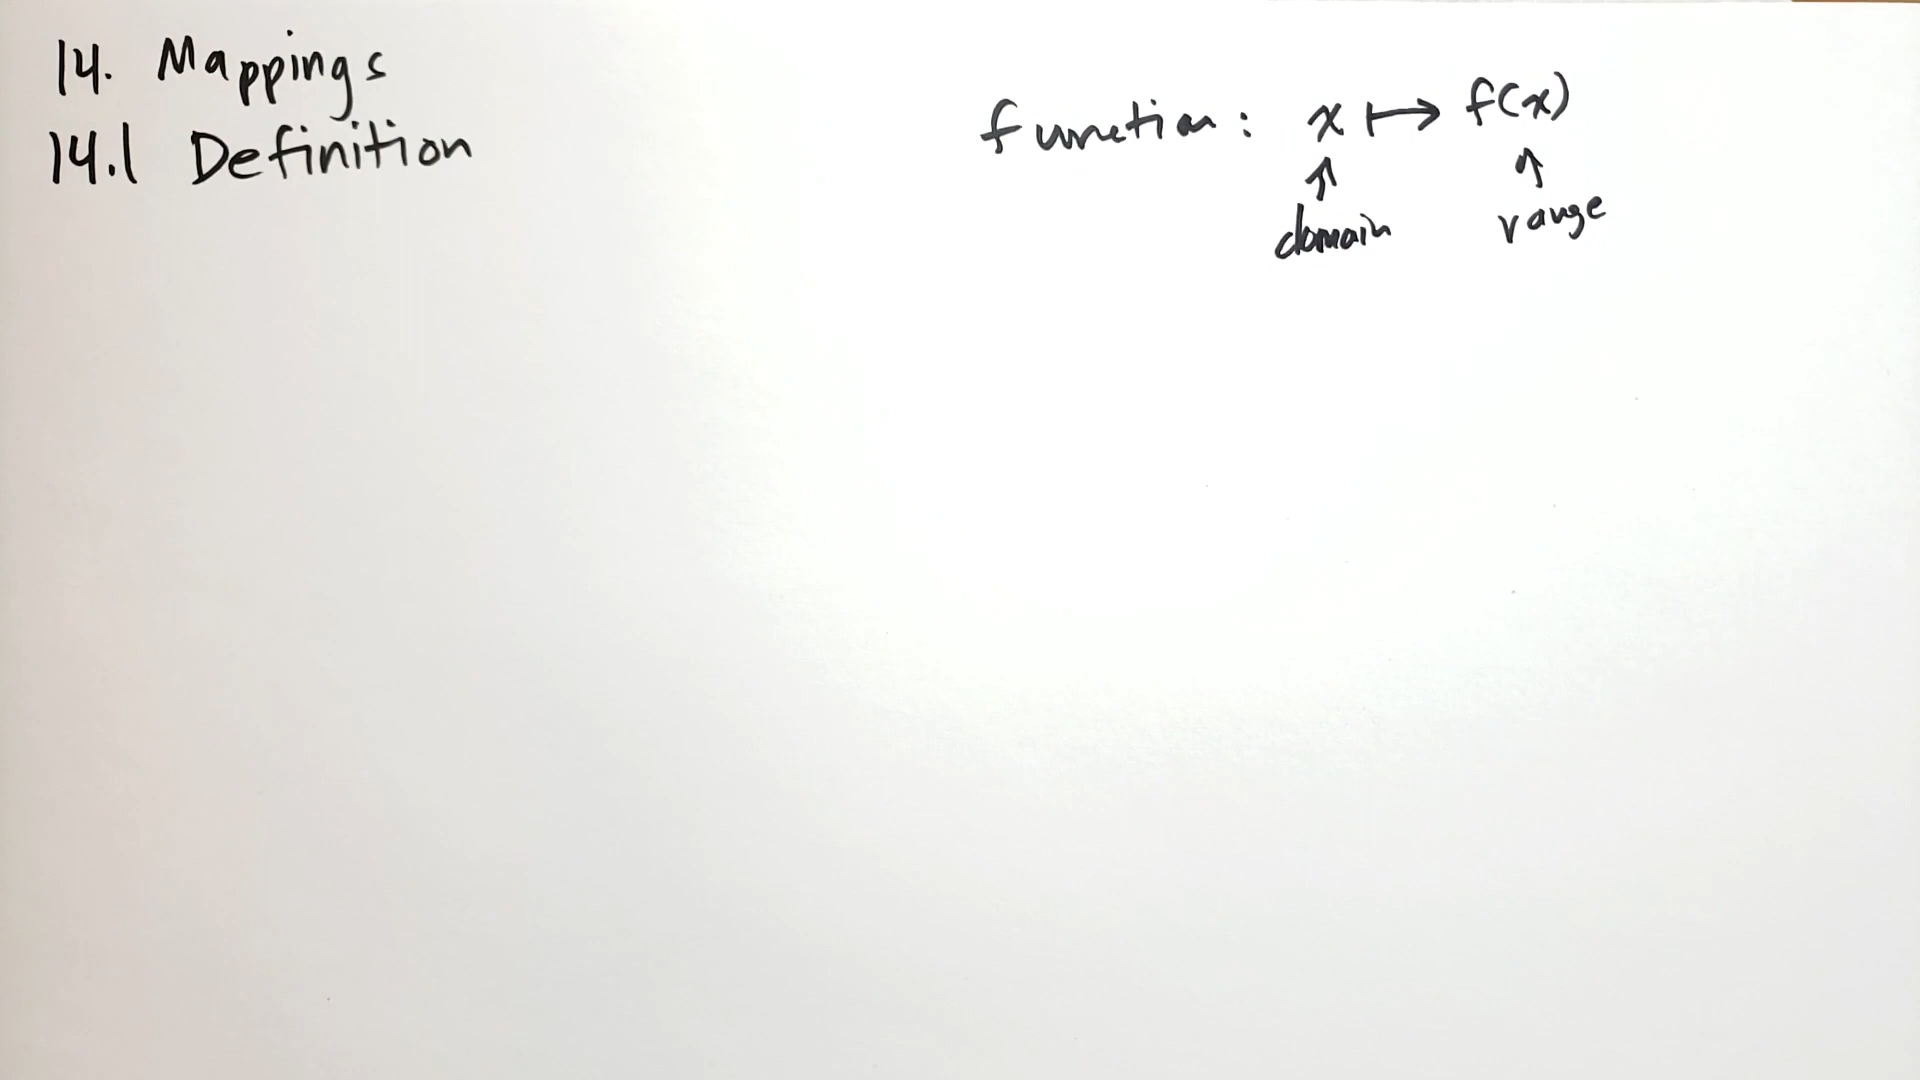 14. Mappings
14.1 Definition
function: x ↦ f(x)
↑ ↑
domain range